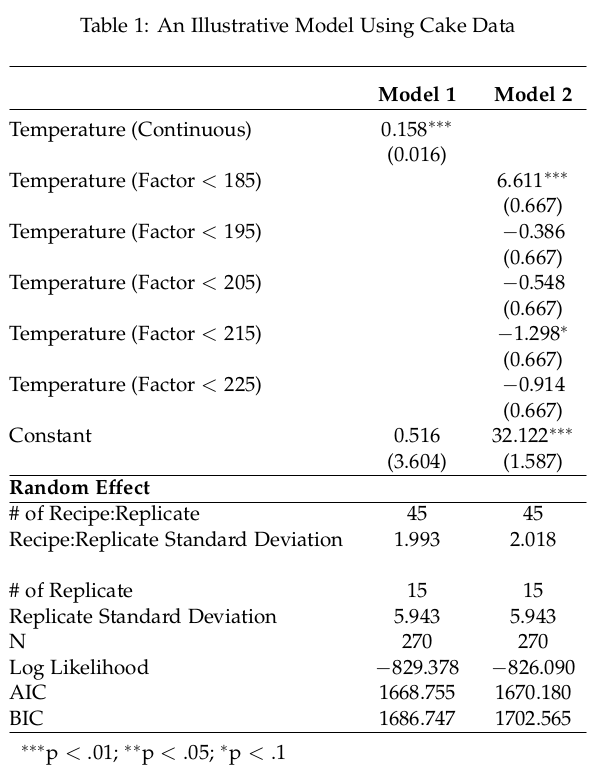 Table 1: An Illustrative Model Using Cake Data
Model 1 Model 2
Temperature (Continuous) 0.158***
(0.016)
Temperature (Factor < 185) 6.611***
(0.667)
Temperature (Factor < 195) −0.386
(0.667)
Temperature (Factor < 205) −0.548
(0.667)
Temperature (Factor < 215) −1.298*
(0.667)
Temperature (Factor < 225) −0.914
(0.667)
Constant 0.516 32.122***
(3.604) (1.587)
Random Effect
# of Recipe:Replicate 45 45
Recipe:Replicate Standard Deviation 1.993 2.018
# of Replicate 15 15
Replicate Standard Deviation 5.943 5.943
N 270 270
Log Likelihood −829.378 −826.090
AIC 1668.755 1670.180
BIC 1686.747 1702.565
***p < .01; **p < .05; *p < .1